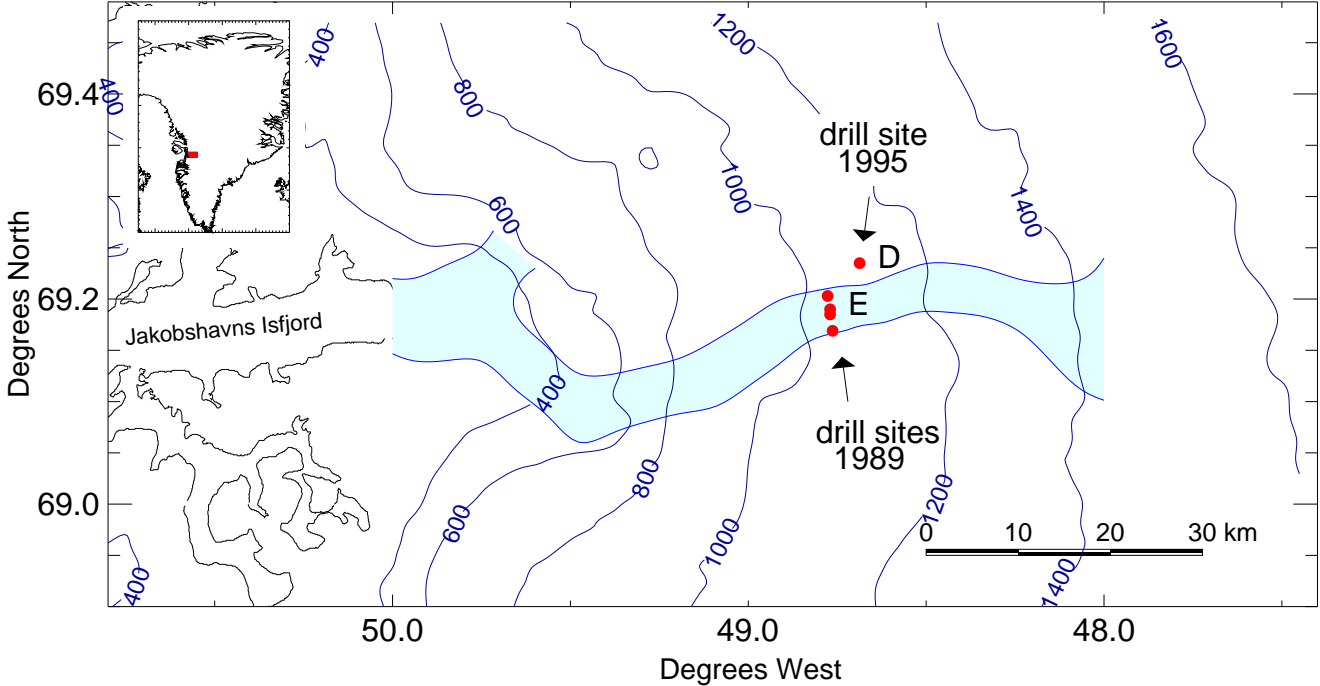 400
1200
1600
400
800
69.4
drill site
1995
1000
1400
600
D
69.2
E
Jakobshavns Isfjord
Degrees North
400
drill sites
1989
800
69.0
600
1000
1200
0 10 20 30 km
400
1400
50.0 49.0 48.0
Degrees West